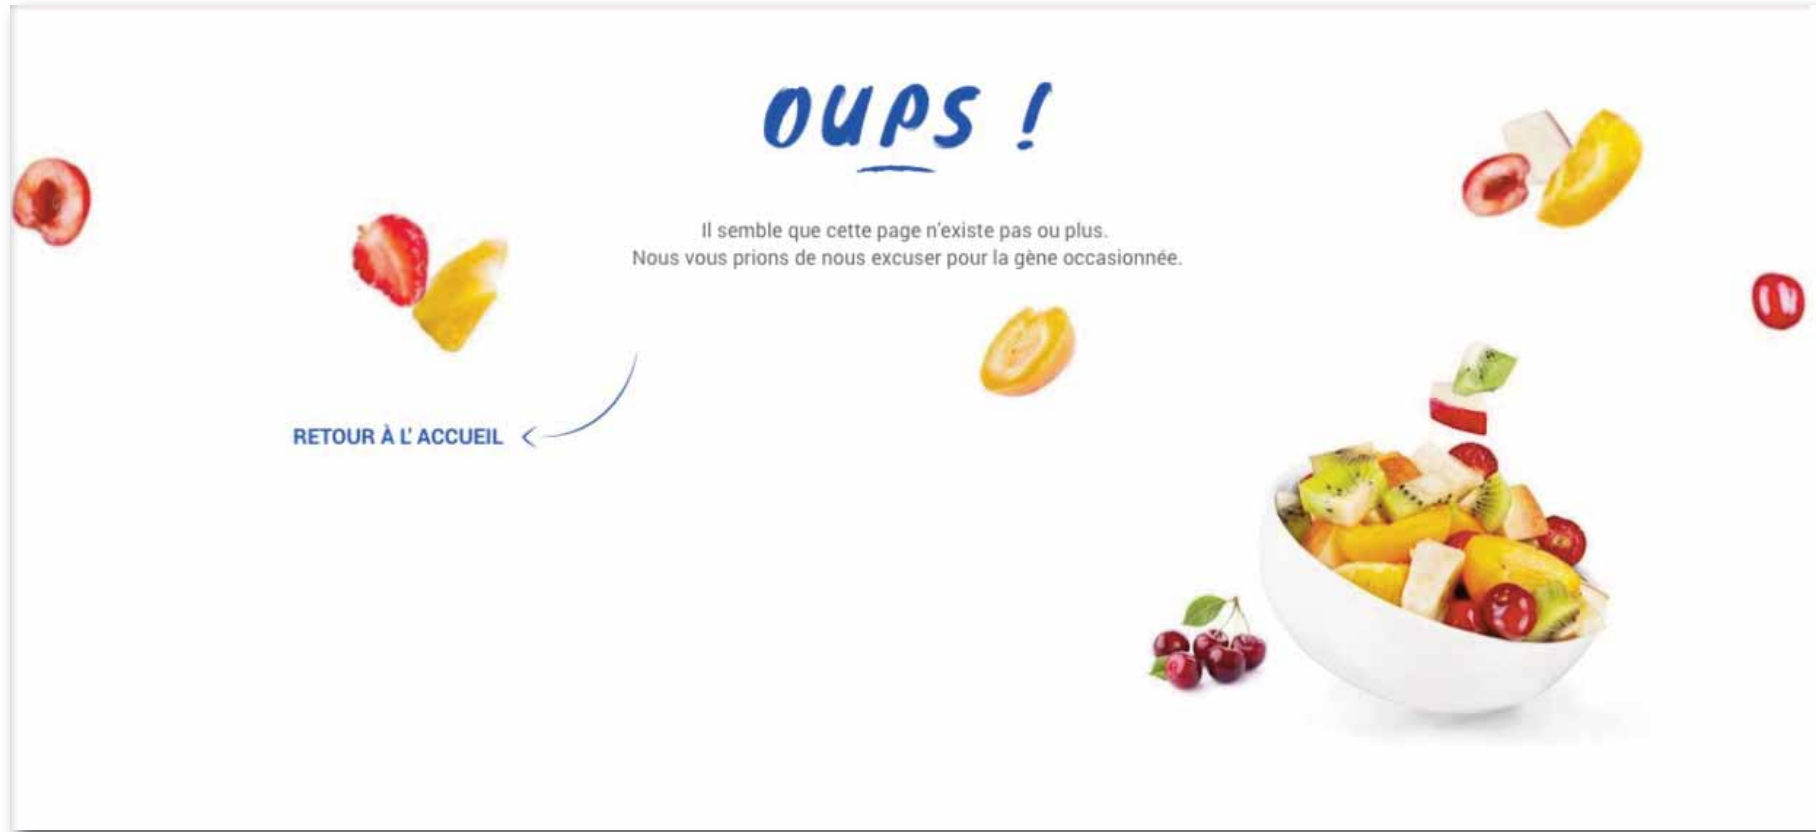 OUPS !
Il semble que cette page n'existe pas ou plus.
Nous vous prions de nous excuser pour la gène occasionnée.
RETOUR À L' ACCUEIL